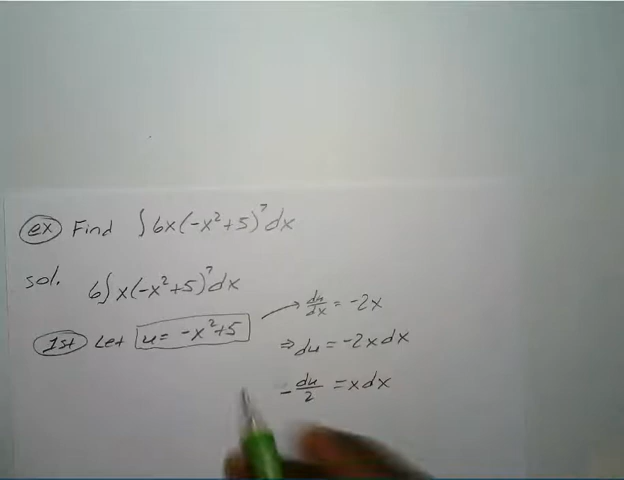 ex Find ∫6x(-x²+5)⁷dx
sol. 6∫x(-x²+5)⁷dx
1st Let u = -x²+5
du/dx = -2x
⇒ du = -2x dx
-du/2 = x dx